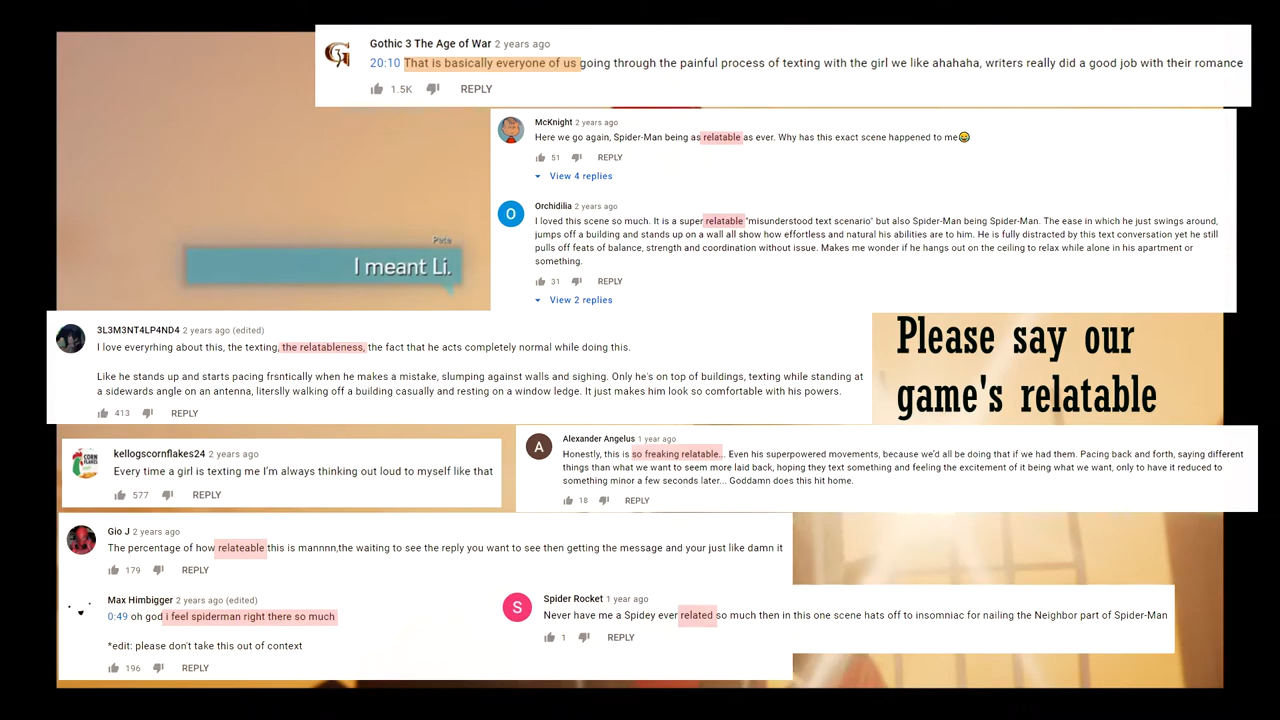 Gothic 3 The Age of War 2 years ago
20:10 That is basically everyone of us going through the painful process of texting with the girl we like ahahaha, writers really did a good job with their romance
1.5K REPLY
McKnight 2 years ago
Here we go again, Spider-Man being as relatable as ever. Why has this exact scene happened to me😂
51 REPLY
View 4 replies
O
Orchidilia 2 years ago
I loved this scene so much. It is a super relatable "misunderstood text scenario" but also Spider-Man being Spider-Man. The ease in which he just swings around,
jumps off a building and stands up on a wall all show how effortless and natural his abilities are to him. He is fully distracted by this text conversation yet he still
pulls off feats of balance, strength and coordination without issue. Makes me wonder if he hangs out on the ceiling to relax while alone in his apartment or
something.
31 REPLY
View 2 replies
Pete
I meant Li.
3L3M3NT4LP4ND4 2 years ago (edited)
I love everyrhing about this, the texting, the relatableness, the fact that he acts completely normal while doing this.
Like he stands up and starts pacing frsntically when he makes a mistake, slumping against walls and sighing. Only he's on top of buildings, texting while standing at
a sidewards angle on an antenna, literslly walking off a building casually and resting on a window ledge. It just makes him look so comfortable with his powers.
413 REPLY
Please say our
game's relatable
kellogscornflakes24 2 years ago
Every time a girl is texting me I'm always thinking out loud to myself like that
577 REPLY
A
Alexander Angelus 1 year ago
Honestly, this is so freaking relatable... Even his superpowered movements, because we'd all be doing that if we had them. Pacing back and forth, saying different
things than what we want to seem more laid back, hoping they text something and feeling the excitement of it being what we want, only to have it reduced to
something minor a few seconds later... Goddamn does this hit home.
18 REPLY
Gio J 2 years ago
The percentage of how relateable this is mannnn,the waiting to see the reply you want to see then getting the message and your just like damn it
179 REPLY
Max Himbigger 2 years ago (edited)
0:49 oh god i feel spiderman right there so much
*edit: please don't take this out of context
196 REPLY
S
Spider Rocket 1 year ago
Never have me a Spidey ever related so much then in this one scene hats off to insomniac for nailing the Neighbor part of Spider-Man
1 REPLY